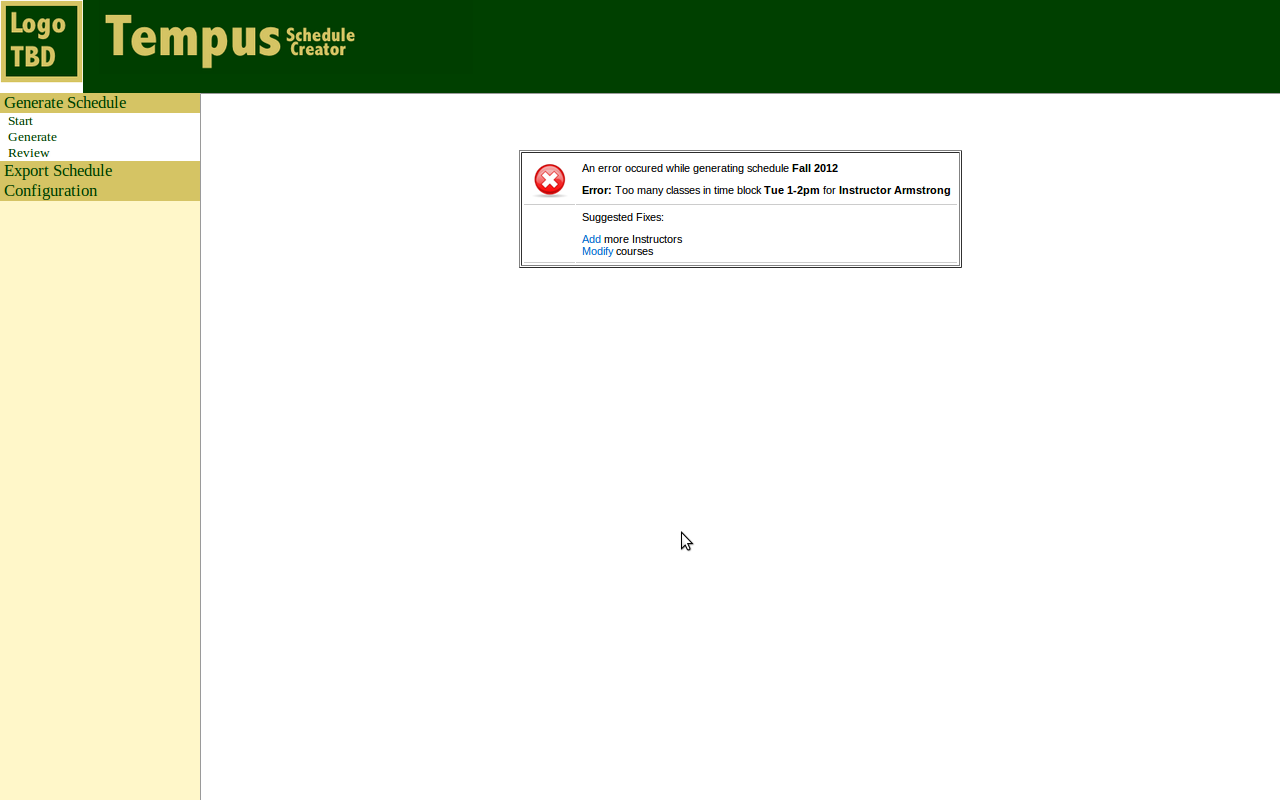 Logo
TBD
Tempus Schedule Creator
Generate Schedule
Start
Generate
Review
Export Schedule
Configuration
An error occured while generating schedule Fall 2012
Error: Too many classes in time block Tue 1-2pm for Instructor Armstrong
Suggested Fixes:
Add more Instructors
Modify courses